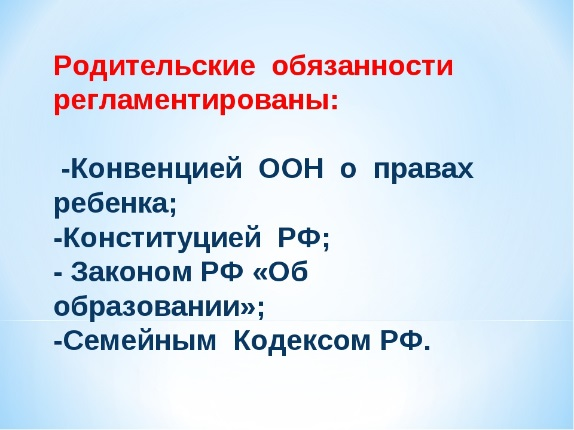 Родительские обязанности
регламентированы:
-Конвенцией ООН о правах
ребенка;
-Конституцией РФ;
- Законом РФ «Об
образовании»;
-Семейным Кодексом РФ.